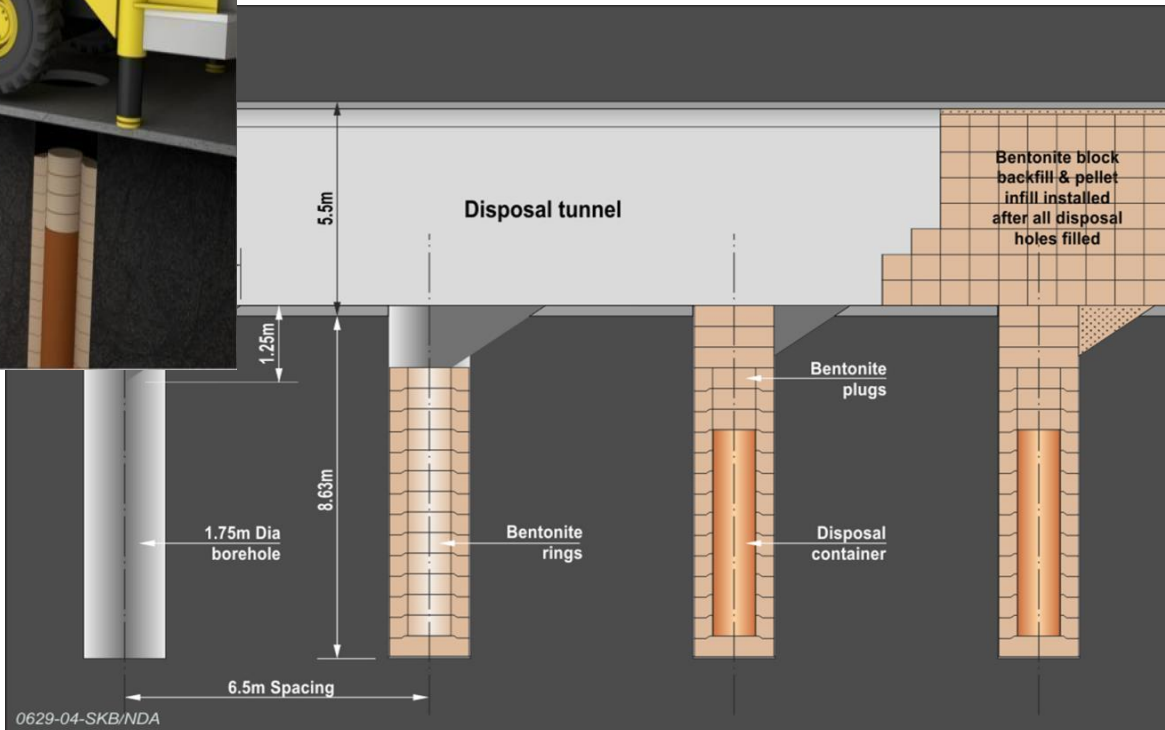 5.5m
Disposal tunnel
Bentonite block
backfill & pellet
infill installed
after all disposal
holes filled
1.25m
8.63m
Bentonite
plugs
1.75m Dia
borehole
Bentonite
rings
Disposal
container
6.5m Spacing
0629-04-SKB/NDA